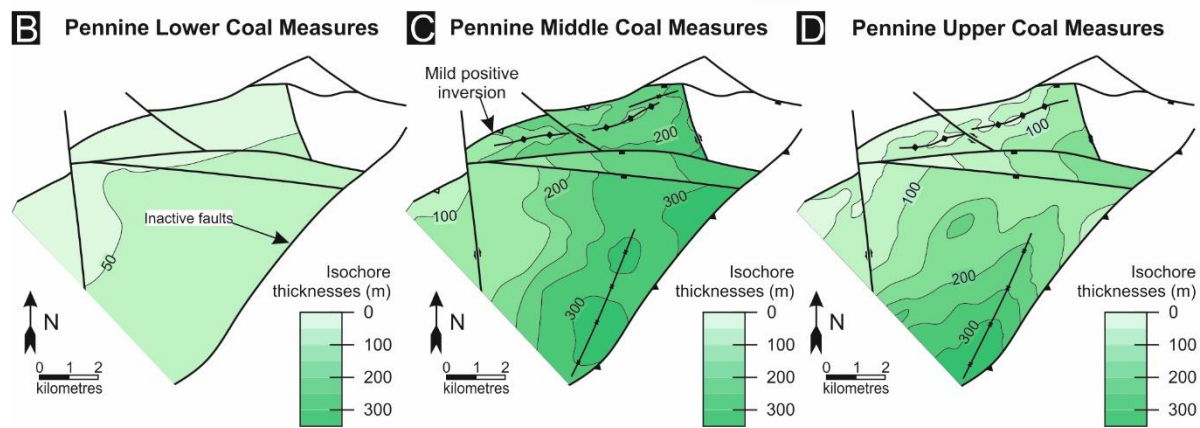 B Pennine Lower Coal Measures
Inactive faults
50
N
0 1 2
kilometres
Isochore
thicknesses (m)
0
100
200
300
C Pennine Middle Coal Measures
Mild positive
inversion
200
200
100
300
300
N
0 1 2
kilometres
Isochore
thicknesses (m)
0
100
200
300
D Pennine Upper Coal Measures
100
100
200
300
N
0 1 2
kilometres
Isochore
thicknesses (m)
0
100
200
300